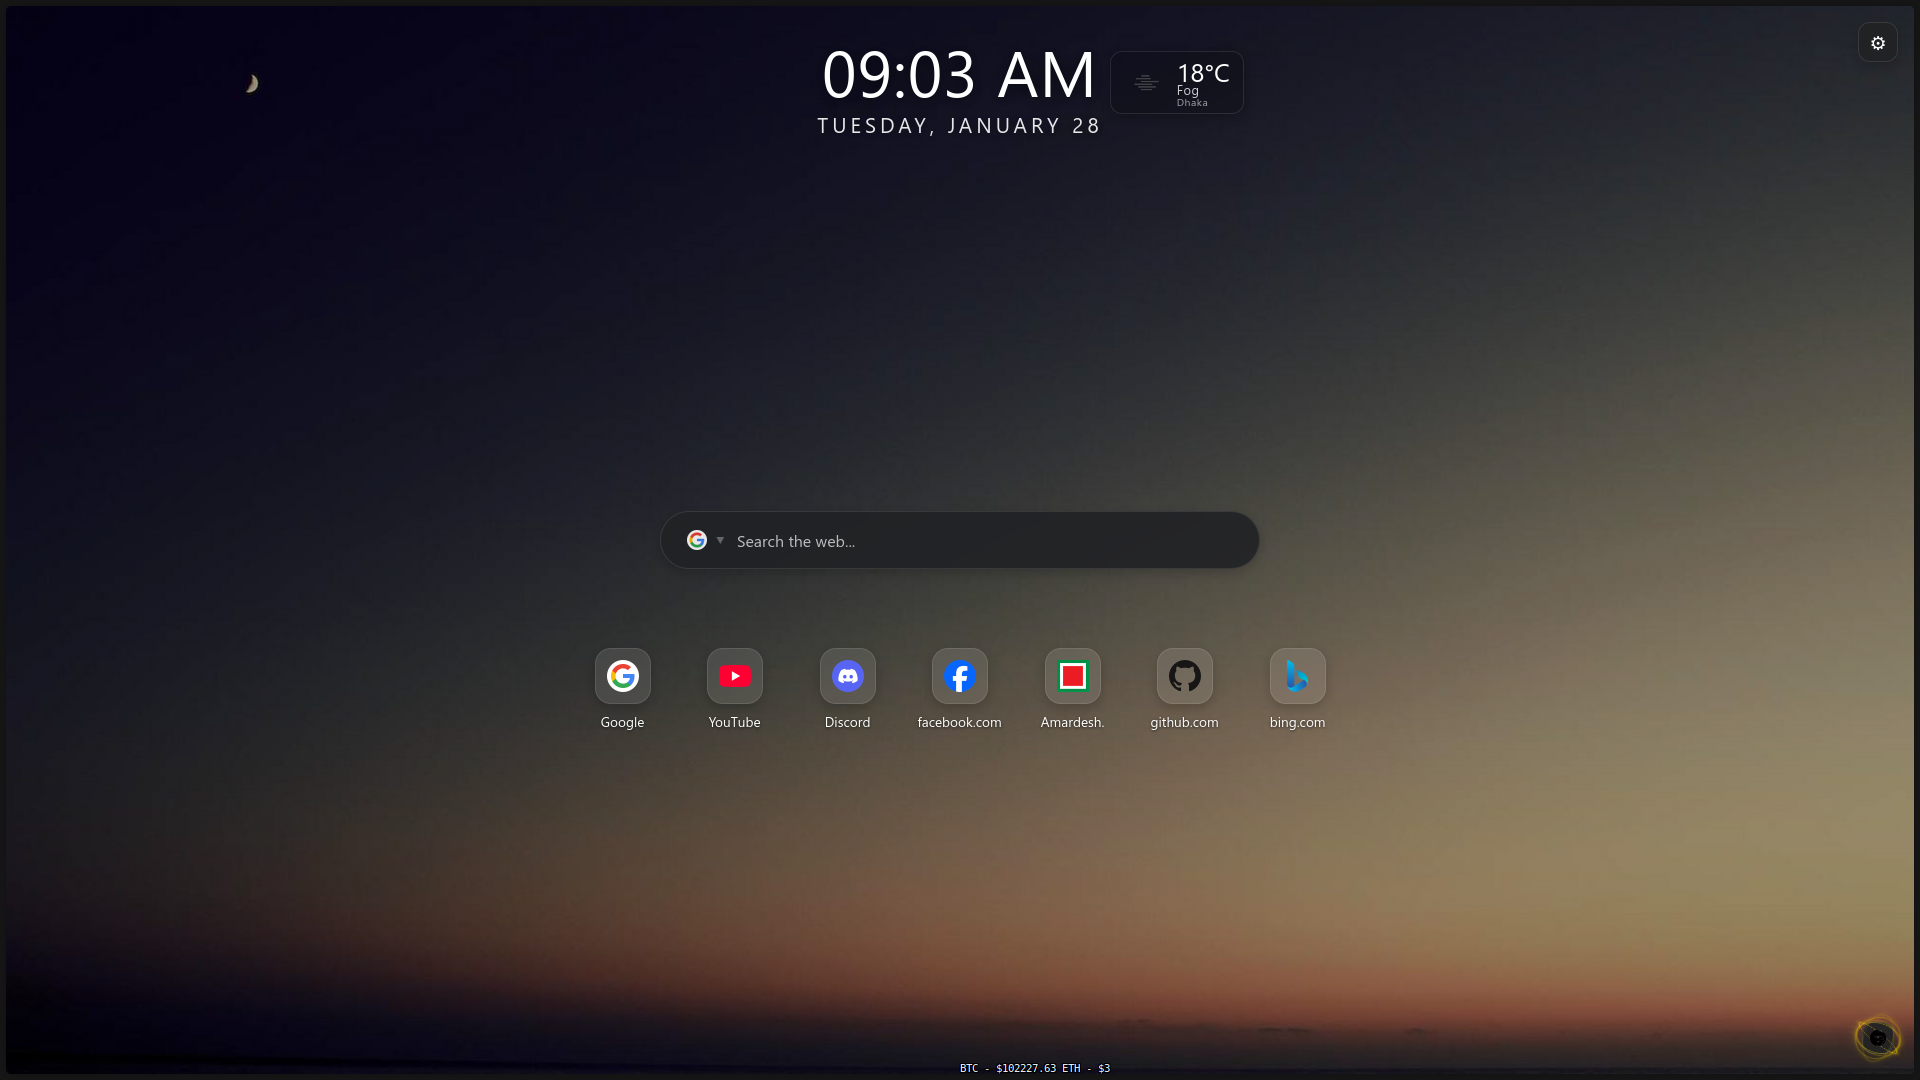 09:03 AM
TUESDAY, JANUARY 28
18°C
Fog
Dhaka
Search the web...
Google
YouTube
Discord
facebook.com
Amardesh.
github.com
bing.com
BTC - $102227.63 ETH - $3